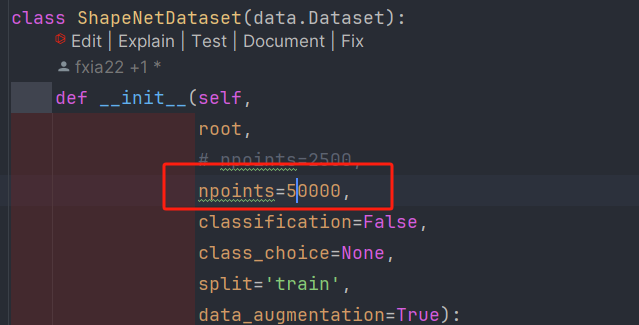 class ShapeNetDataset(data.Dataset):
Edit | Explain | Test | Document | Fix
fxia22 +1 *
def __init__(self,
root,
# npoints=2500,
npoints=50000,
classification=False,
class_choice=None,
split='train',
data_augmentation=True):